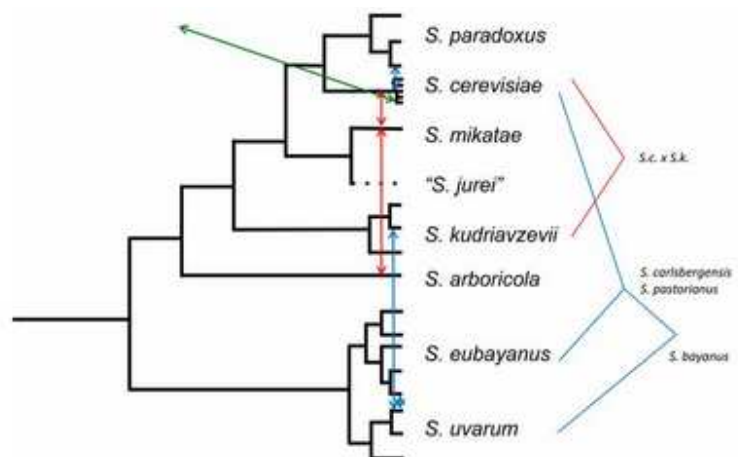 S. paradoxus
S. cerevisiae
S. mikatae
"S. jurei"
S. kudriavzevii
S. arboricola
S. eubayanus
S. uvarum
S.c. x S.k.
S. carlsbergensis
S. pastorianus
S. bayanus